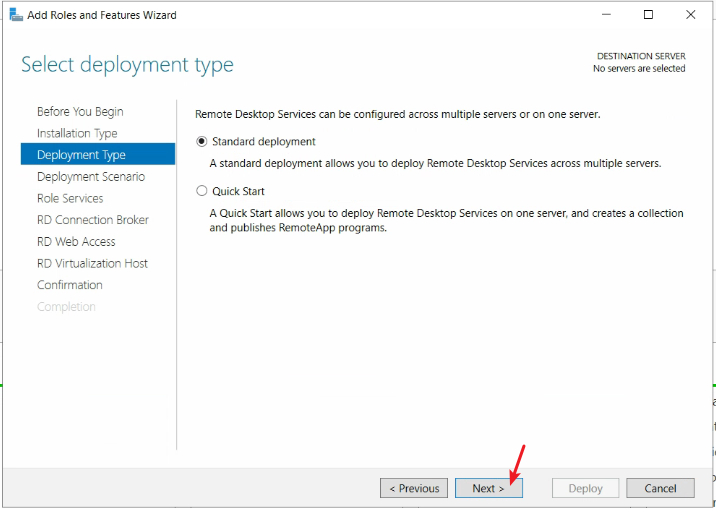 Add Roles and Features Wizard
Select deployment type
DESTINATION SERVER
No servers are selected
Before You Begin
Installation Type
Deployment Type
Deployment Scenario
Role Services
RD Connection Broker
RD Web Access
RD Virtualization Host
Confirmation
Completion
Remote Desktop Services can be configured across multiple servers or on one server.
Standard deployment
A standard deployment allows you to deploy Remote Desktop Services across multiple servers.
Quick Start
A Quick Start allows you to deploy Remote Desktop Services on one server, and creates a collection
and publishes RemoteApp programs.
< Previous
Next >
Deploy
Cancel